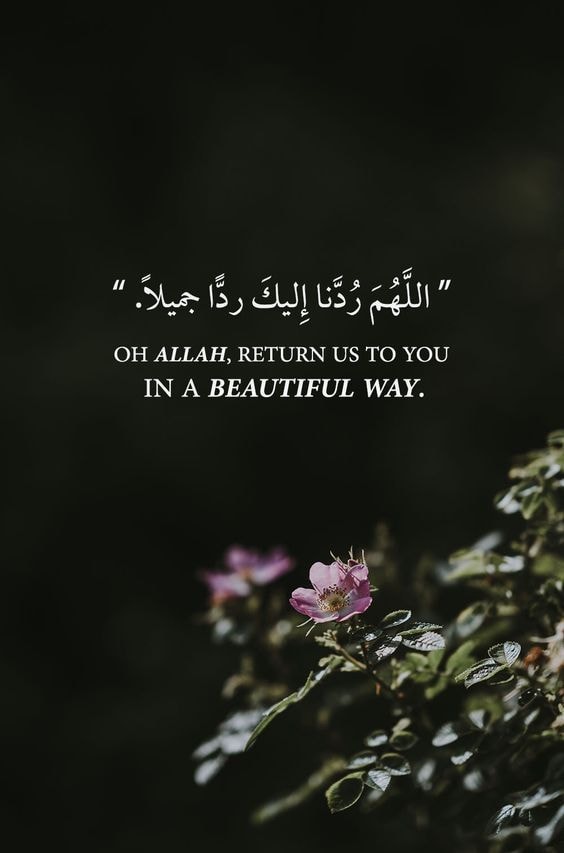 ” اللَّهُمَ رُدَّنا إِليكَ ردًّا جميلاً. “
OH ALLAH, RETURN US TO YOU
IN A BEAUTIFUL WAY.